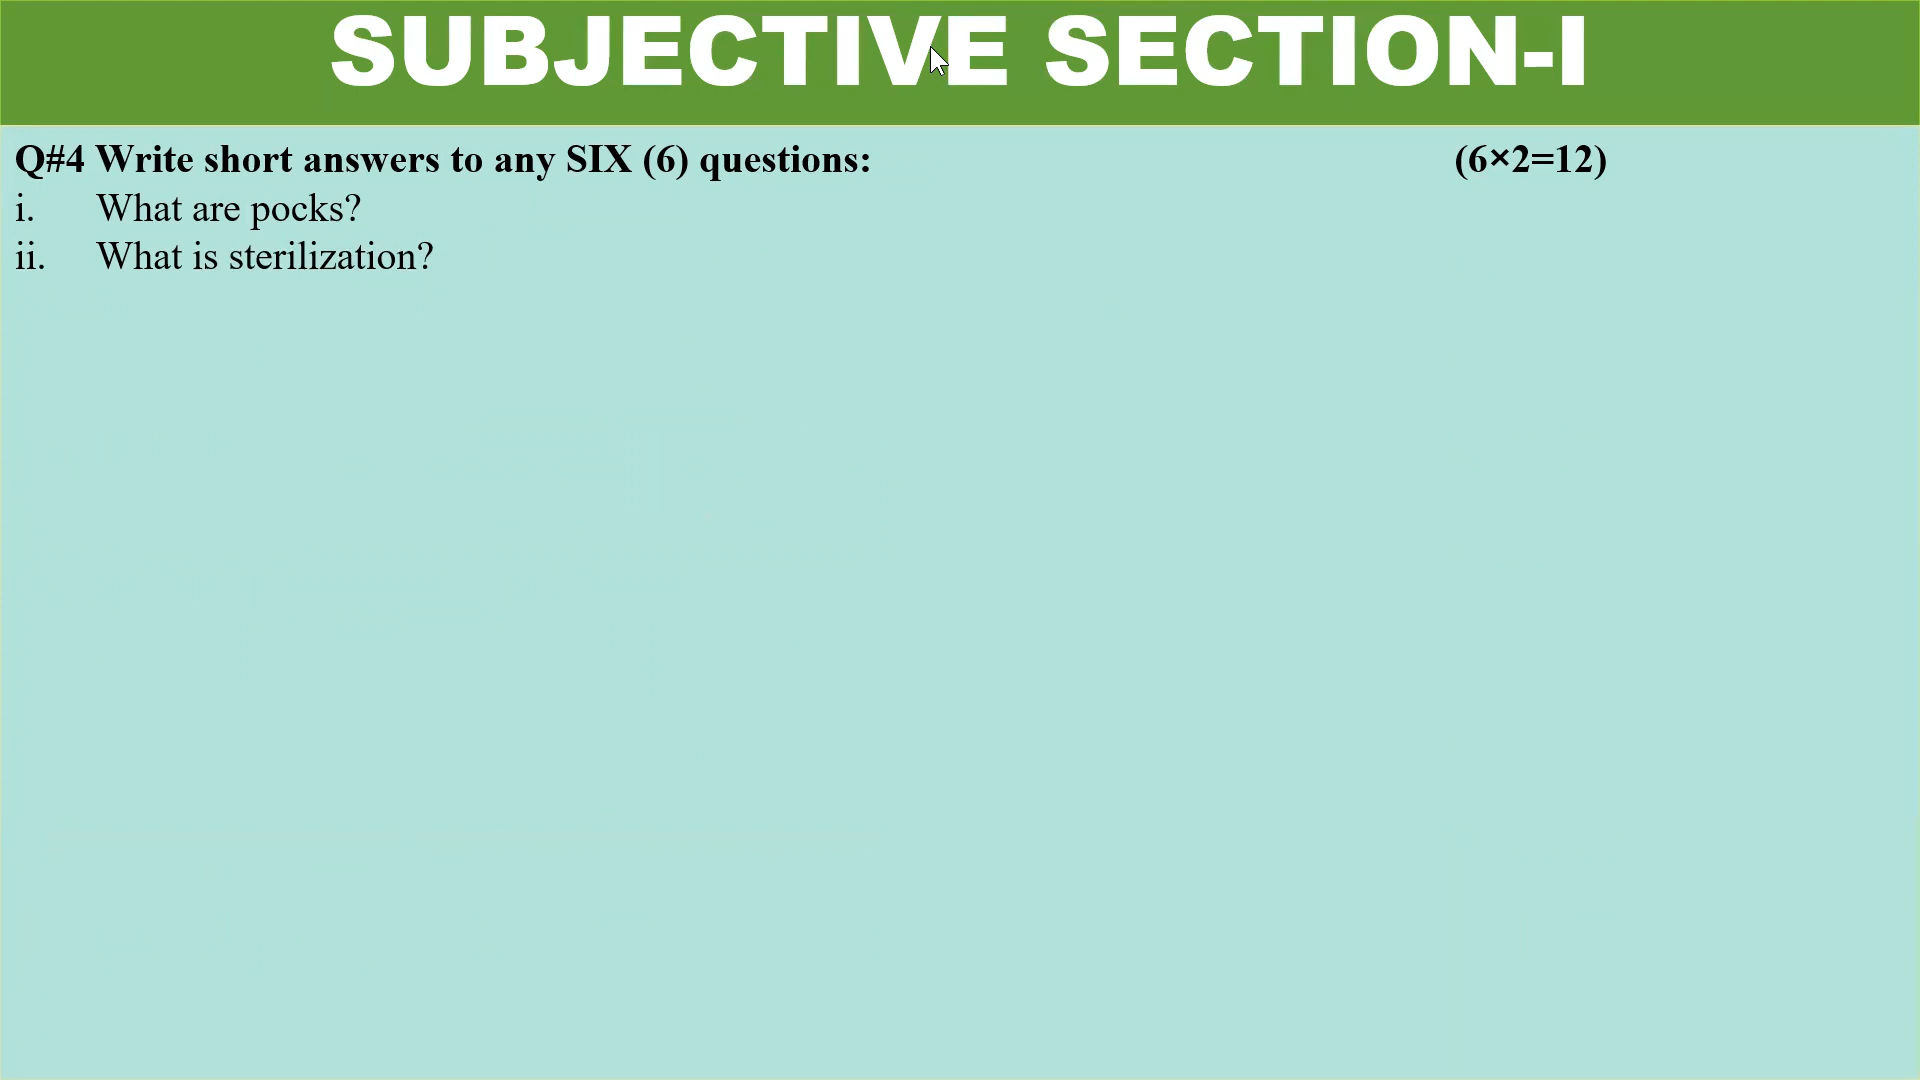 SUBJECTIVE SECTION-I
Q#4 Write short answers to any SIX (6) questions: (6×2=12)
i. What are pocks?
ii. What is sterilization?